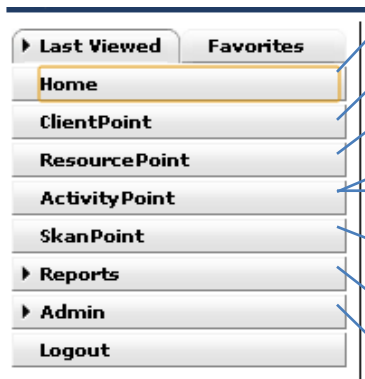 Last Viewed Favorites
Home
ClientPoint
ResourcePoint
ActivityPoint
SkanPoint
Reports
Admin
Logout